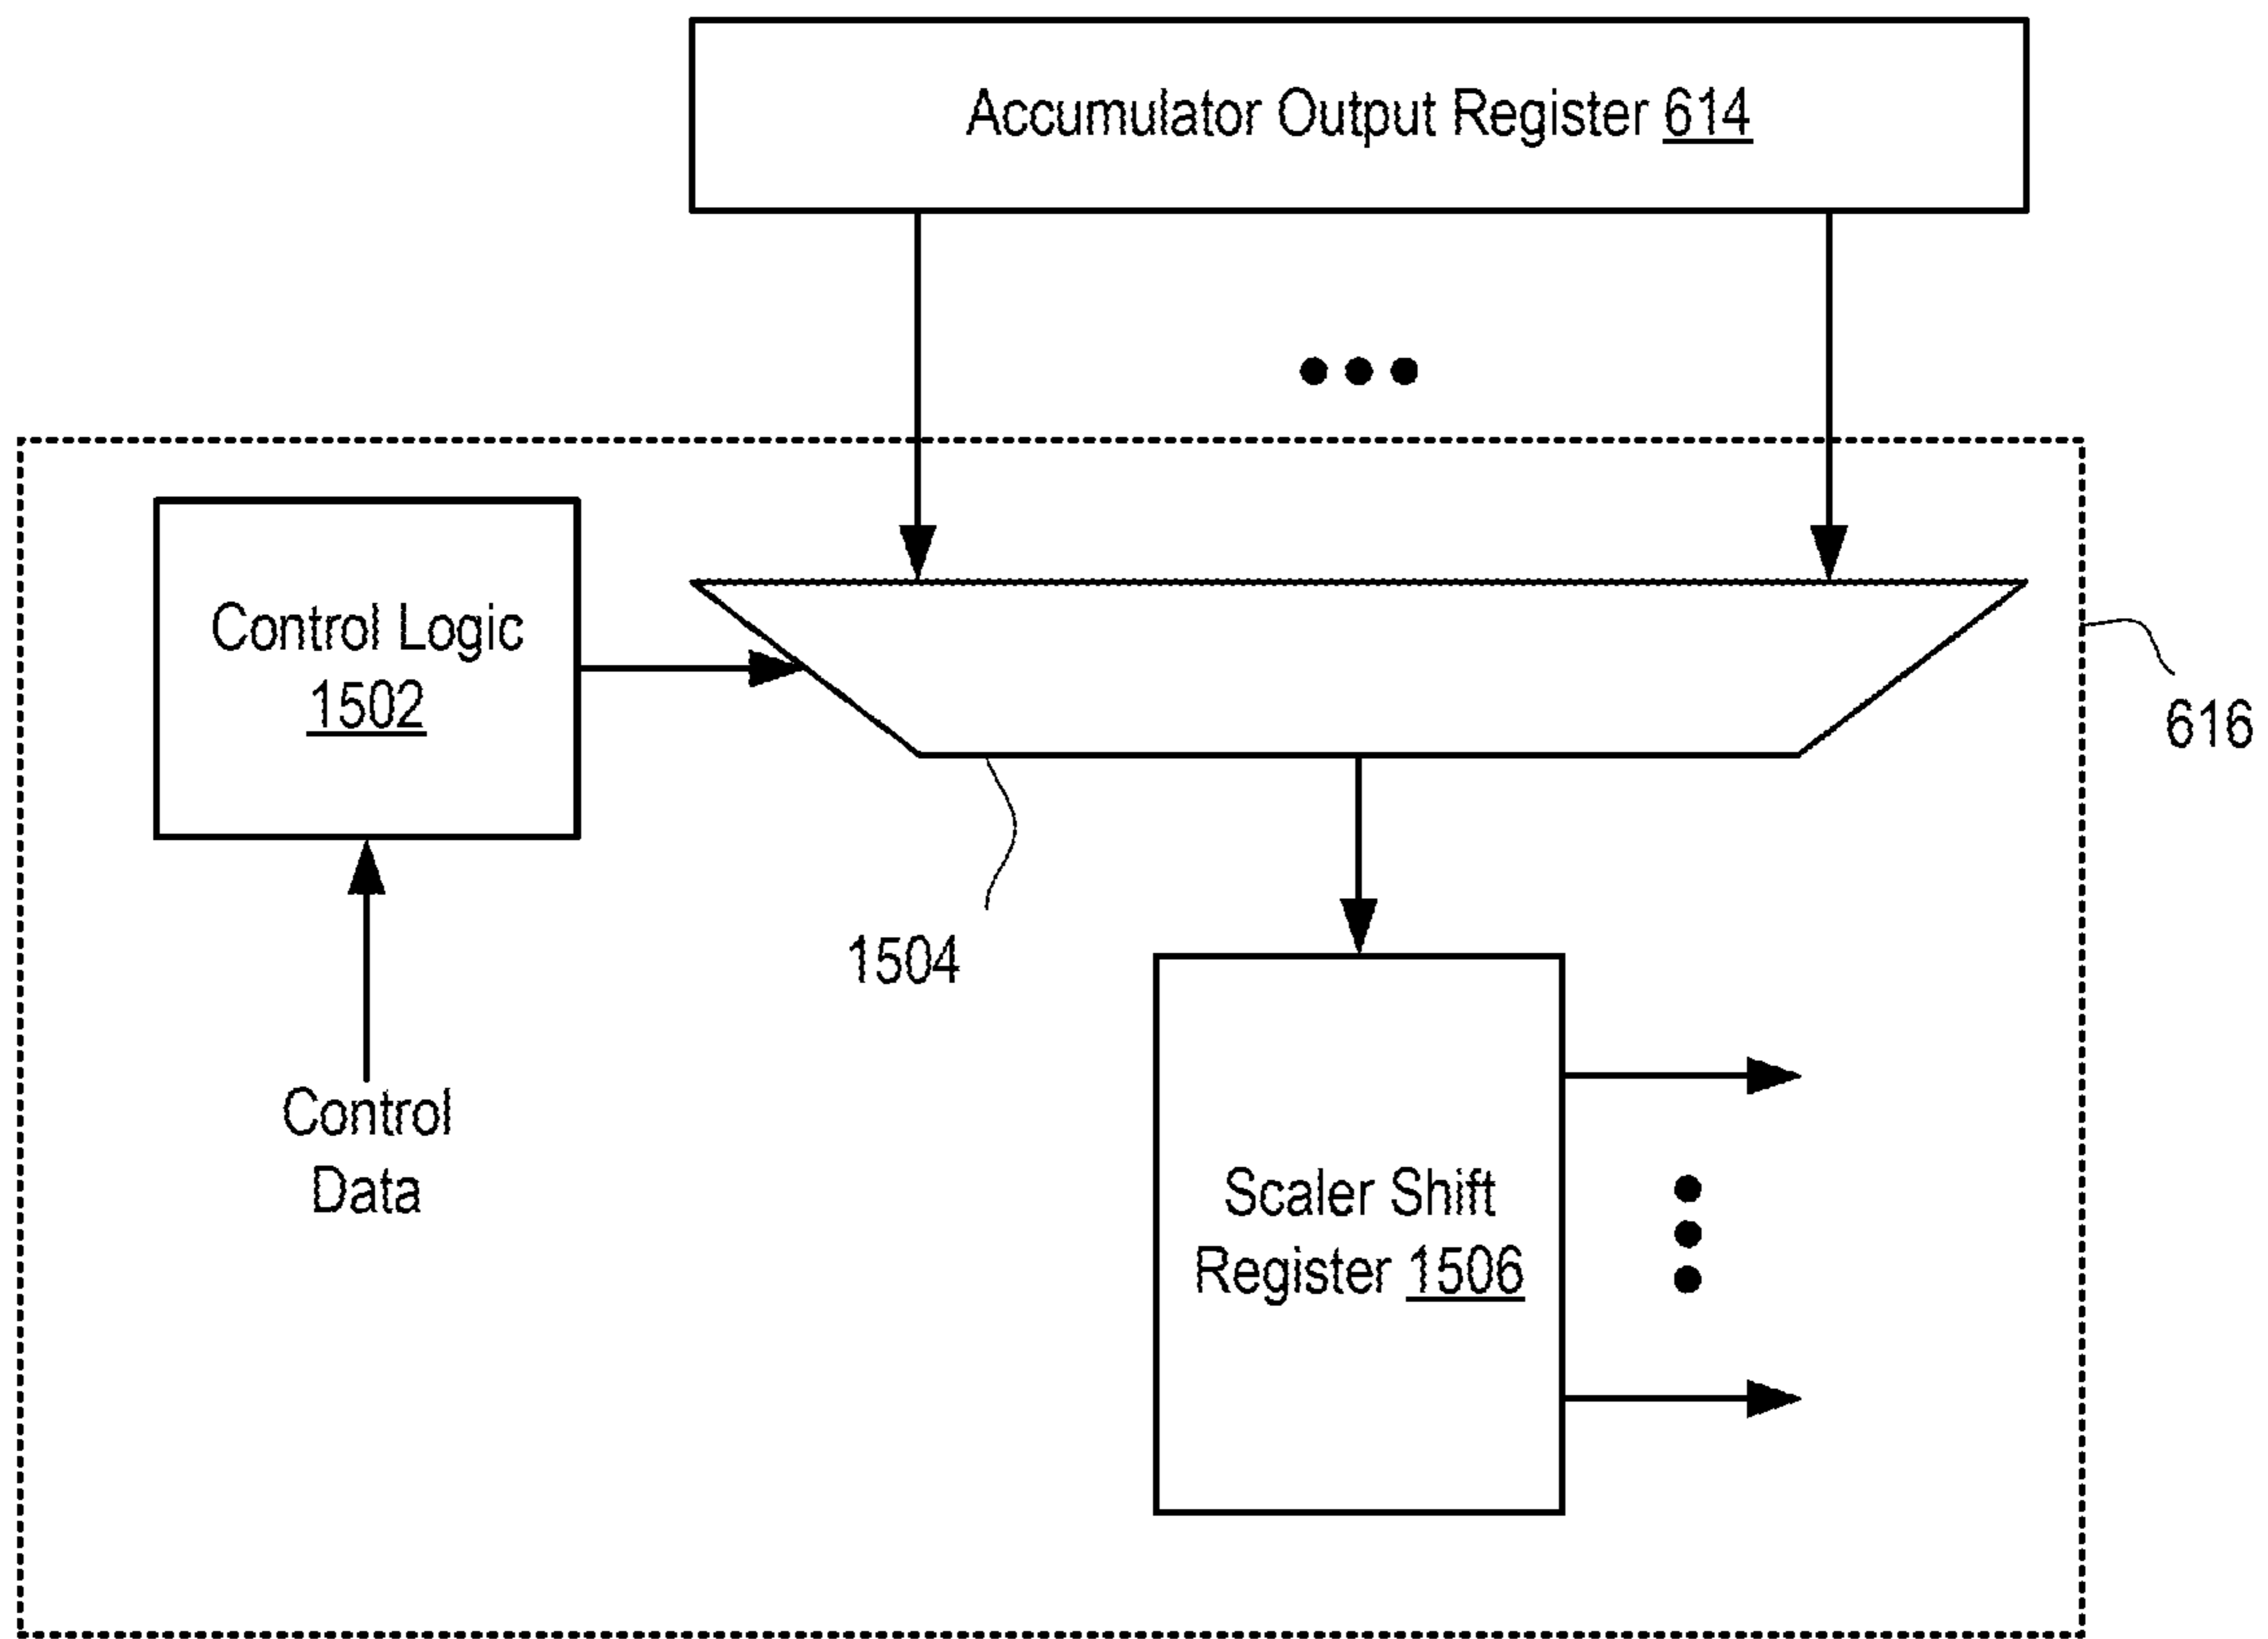 Accumulator Output Register 614
Control Logic
1502
616
1504
Control
Data
Scaler Shift
Register 1506